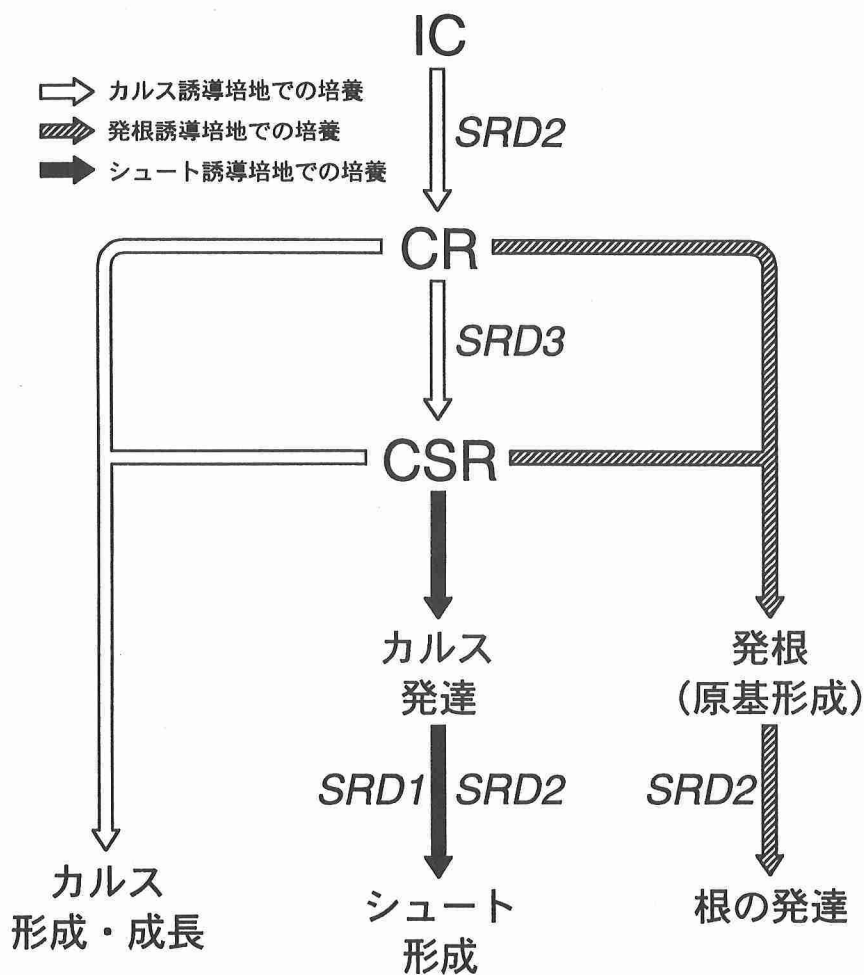 IC
カルス誘導培地での培養
発根誘導培地での培養
シュート誘導培地での培養
SRD2
CR
SRD3
CSR
カルス
発達
発根
(原基形成)
SRD1
SRD2
SRD2
カルス
形成・成長
シュート
形成
根の発達